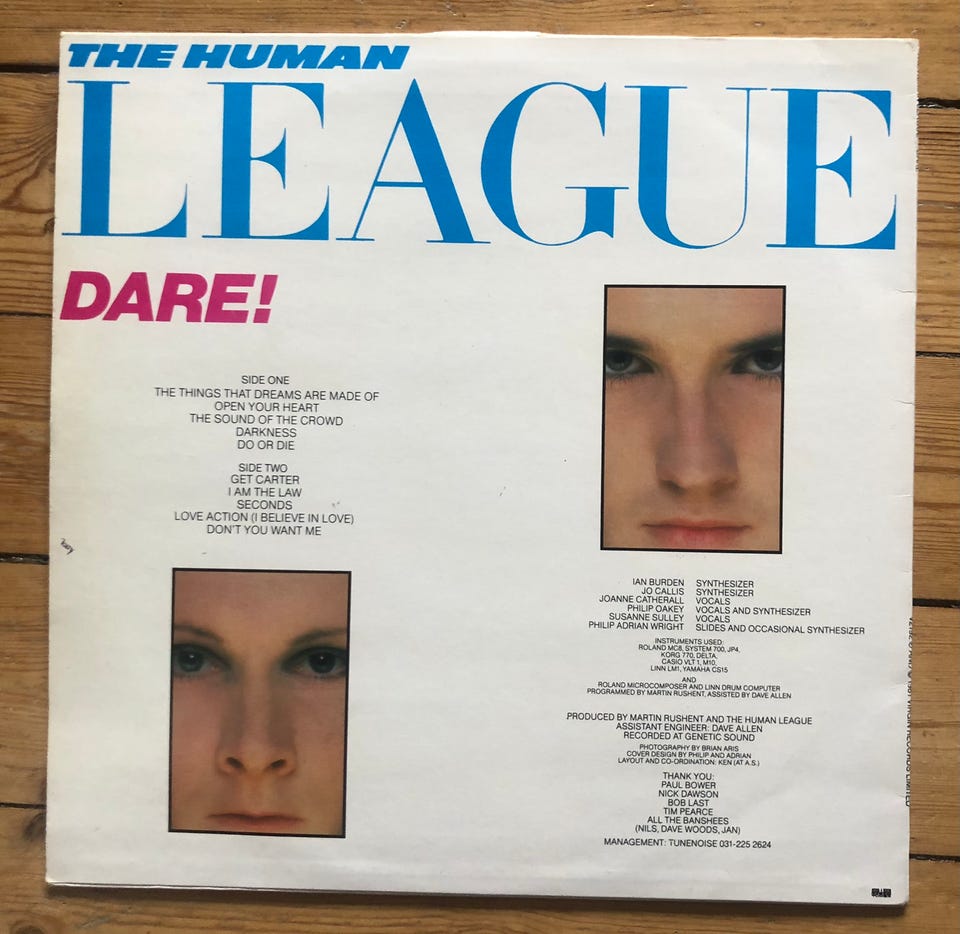 THE HUMAN
LEAGUE
DARE!
SIDE ONE
THE THINGS THAT DREAMS ARE MADE OF
OPEN YOUR HEART
THE SOUND OF THE CROWD
DARKNESS
DO OR DIE
SIDE TWO
GET CARTER
I AM THE LAW
SECONDS
LOVE ACTION (I BELIEVE IN LOVE)
DON'T YOU WANT ME
IAN BURDEN SYNTHESIZER
JO CALLIS SYNTHESIZER
JOANNE CATHERALL VOCALS
PHILIP OAKEY VOCALS AND SYNTHESIZER
SUSANNE SULLEY VOCALS
PHILIP ADRIAN WRIGHT SLIDES AND OCCASIONAL SYNTHESIZER
INSTRUMENTS USED:
ROLAND MC8, SYSTEM 700, JP4,
KORG 770, DELTA,
CASIO VLT 1, M10,
LINN LM1, YAMAHA CS15
AND
ROLAND MICROCOMPOSER AND LINN DRUM COMPUTER
PROGRAMMED BY MARTIN RUSHENT, ASSISTED BY DAVE ALLEN
PRODUCED BY MARTIN RUSHENT AND THE HUMAN LEAGUE
ASSISTANT ENGINEER: DAVE ALLEN
RECORDED AT GENETIC SOUND
PHOTOGRAPHY BY BRIAN ARIS
COVER DESIGN BY PHILIP AND ADRIAN
LAYOUT AND CO-ORDINATION: KEN (AT A.S.)
THANK YOU:
PAUL BOWER
NICK DAWSON
BOB LAST
TIM PEARCE
ALL THE BANSHEES
(NILS, DAVE WOODS, JAN)
MANAGEMENT: TUNENOISE 031-225 2624
VIRGIN RECORDS LIMITED